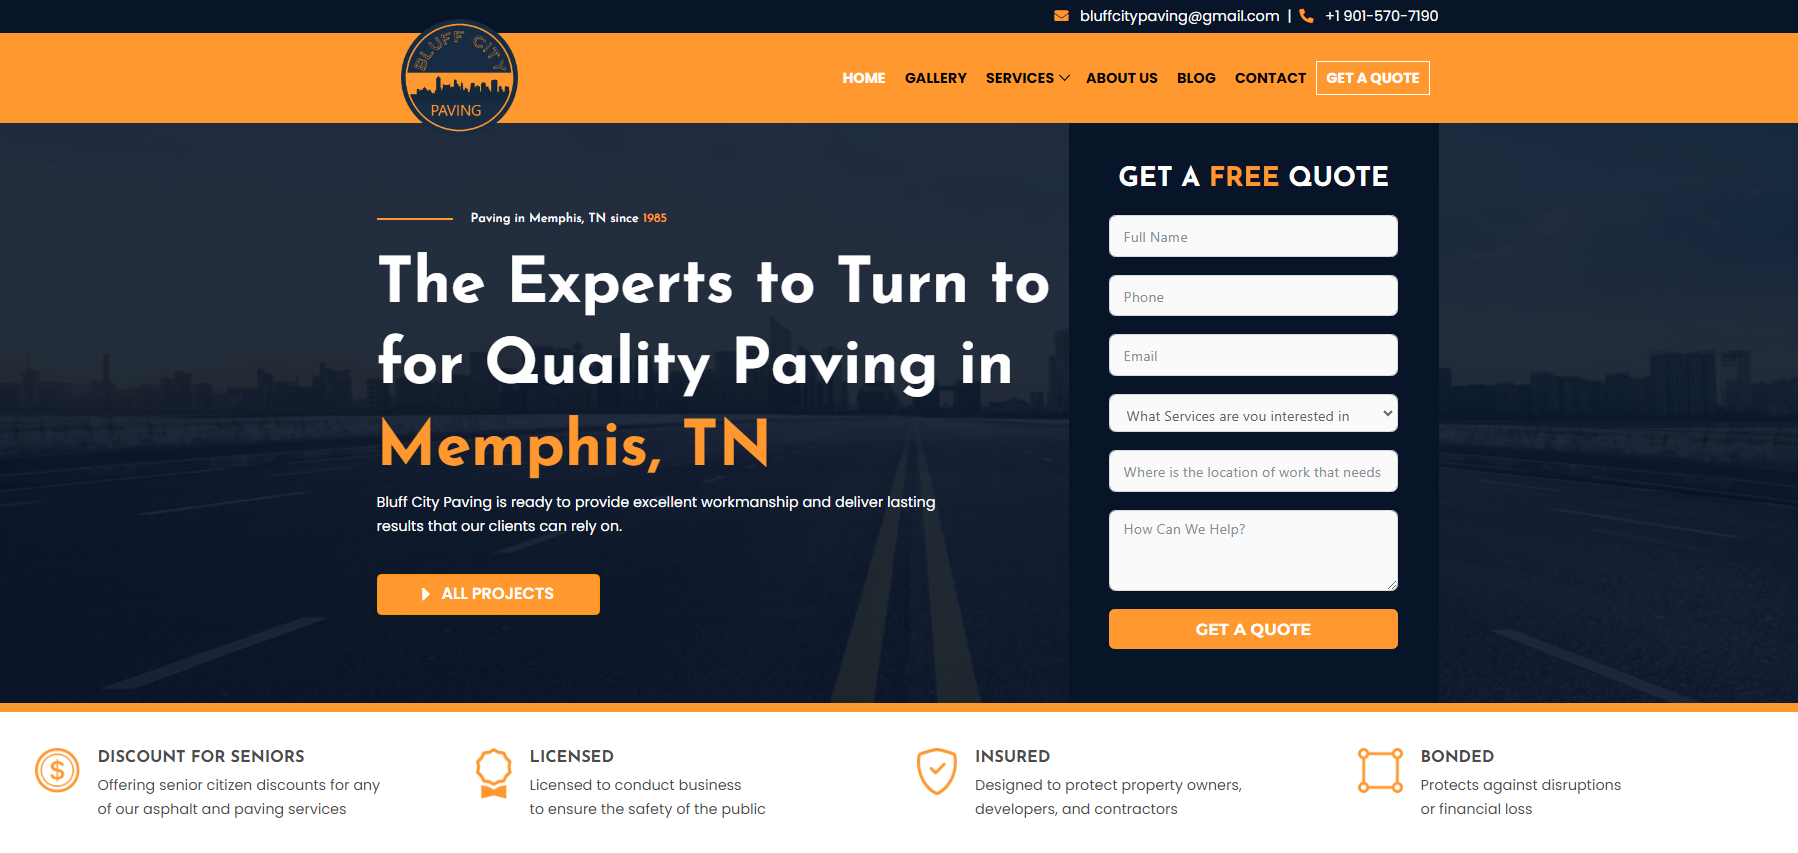 bluffcitypaving@gmail.com | +1 901-570-7190
BLUFF CITY
PAVING
HOME GALLERY SERVICES ABOUT US BLOG CONTACT GET A QUOTE
Paving in Memphis, TN since 1985
The Experts to Turn to
for Quality Paving in
Memphis, TN
Bluff City Paving is ready to provide excellent workmanship and deliver lasting
results that our clients can rely on.
ALL PROJECTS
GET A FREE QUOTE
Full Name
Phone
Email
What Services are you interested in
Where is the location of work that needs
How Can We Help?
GET A QUOTE
DISCOUNT FOR SENIORS
Offering senior citizen discounts for any
of our asphalt and paving services
LICENSED
Licensed to conduct business
to ensure the safety of the public
INSURED
Designed to protect property owners,
developers, and contractors
BONDED
Protects against disruptions
or financial loss